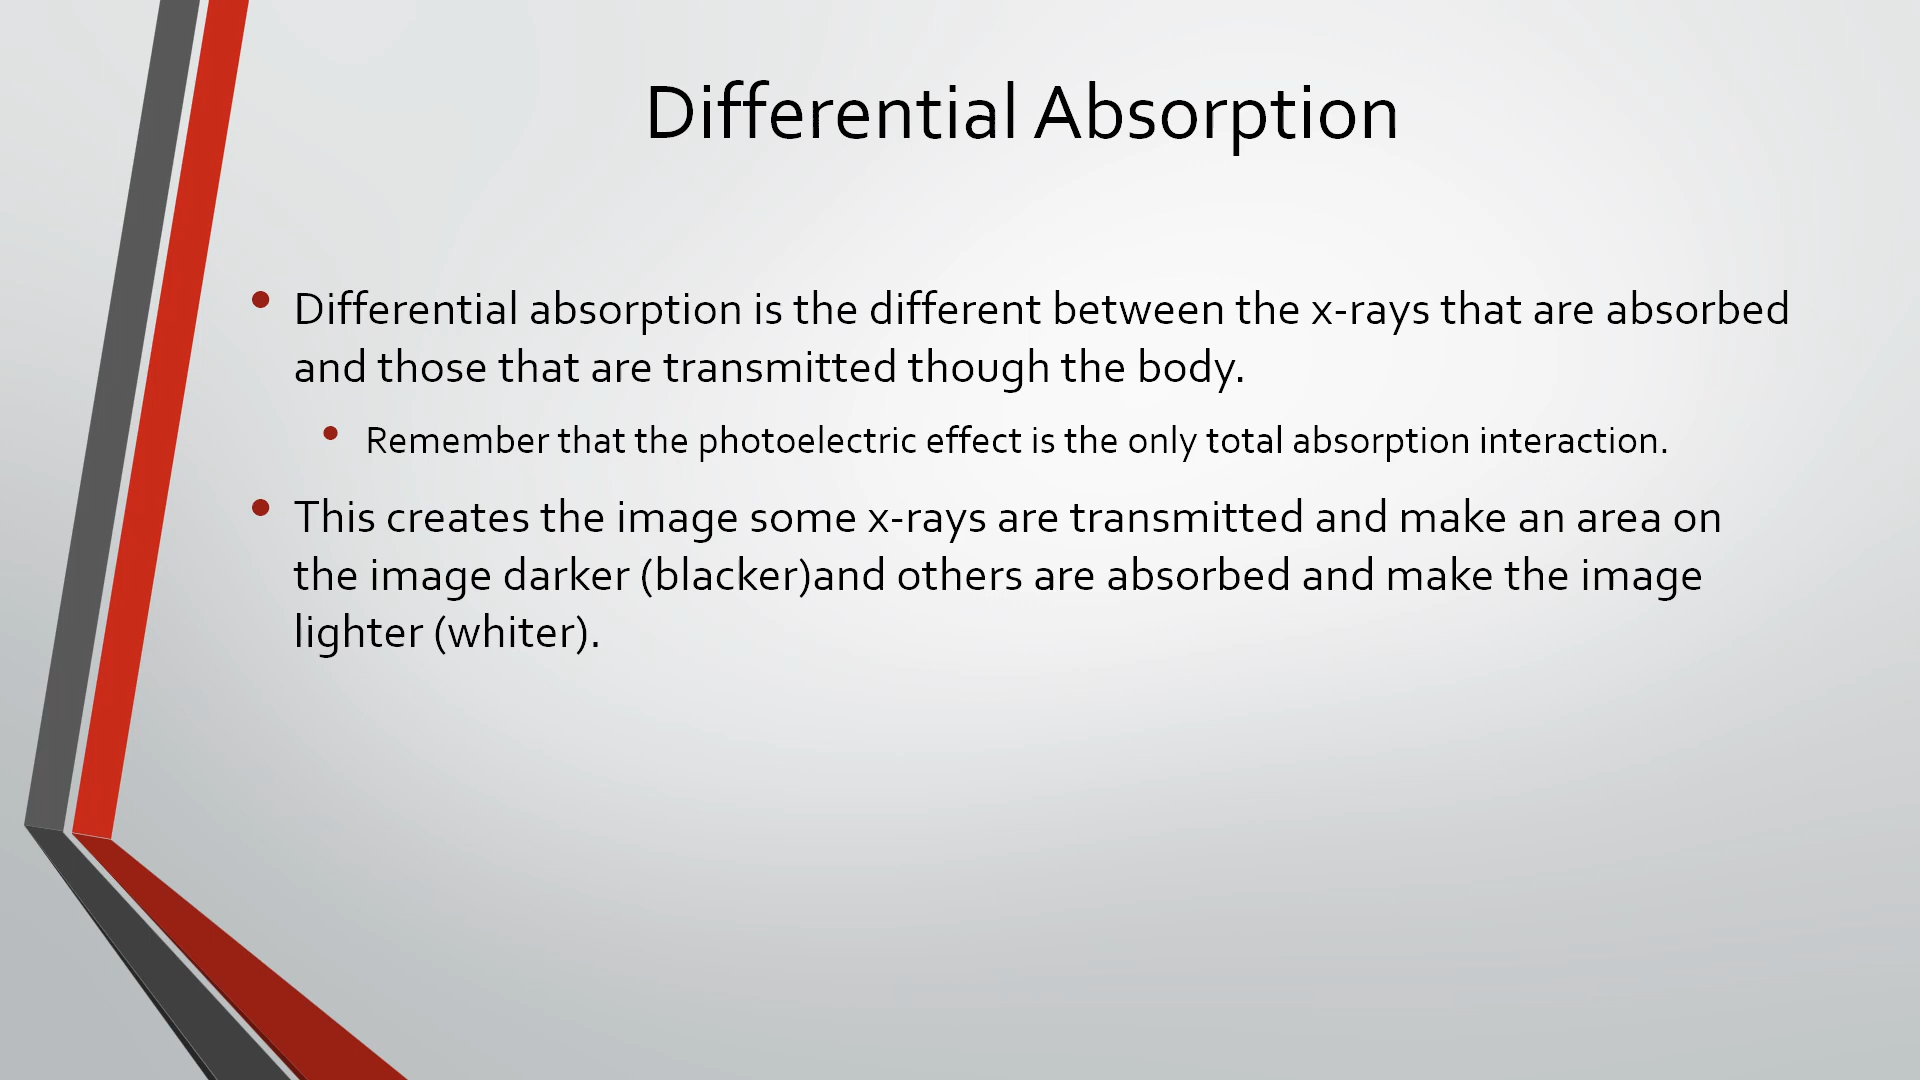 Differential Absorption
• Differential absorption is the different between the x-rays that are absorbed
and those that are transmitted though the body.
• Remember that the photoelectric effect is the only total absorption interaction.
• This creates the image some x-rays are transmitted and make an area on
the image darker (blacker)and others are absorbed and make the image
lighter (whiter).